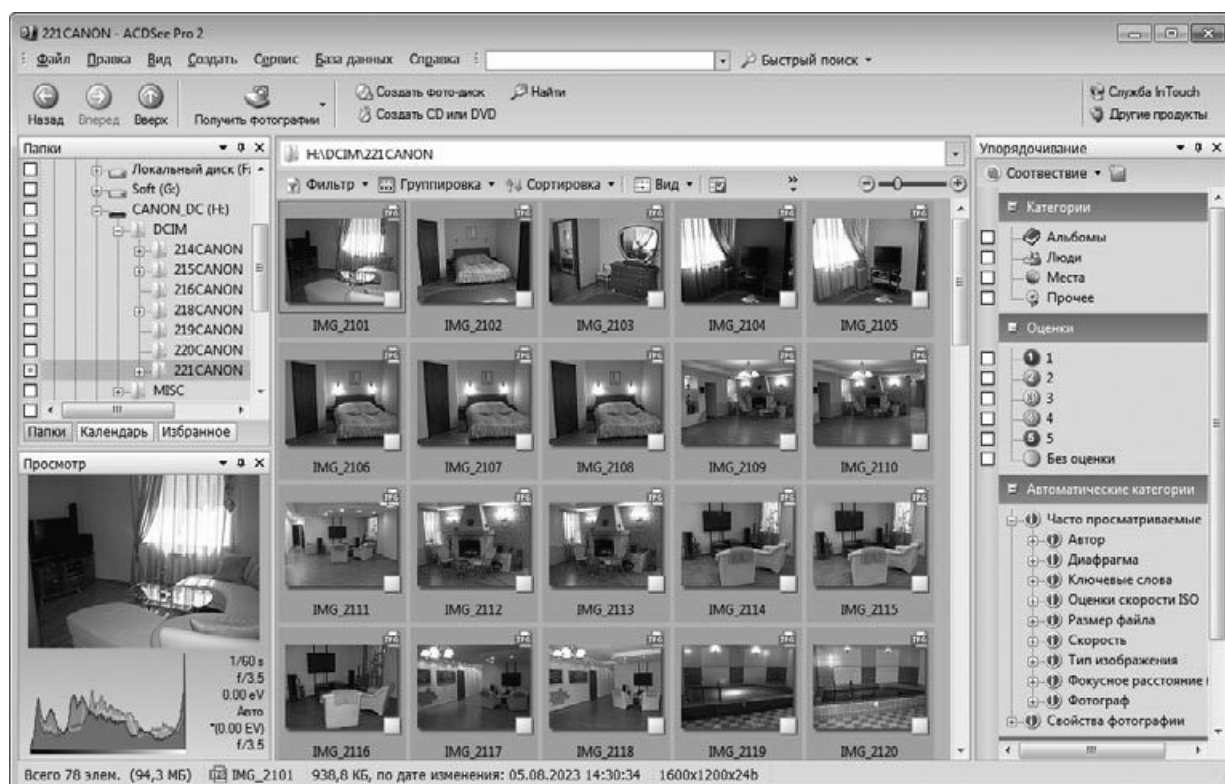 221CANON - ACDSee Pro 2
Файл Правка Вид Создать Сервис База данных Справка
Быстрый поиск
Назад Вперед Вверх Получить фотографии
Создать фото-диск Найти
Создать CD или DVD
Служба InTouch
Другие продукты
Папки
Локальный диск (F:
Soft (G:)
CANON_DC (H:)
DCIM
214CANON
215CANON
216CANON
218CANON
219CANON
220CANON
221CANON
MISC
Папки Календарь Избранное
Просмотр
1/60 s
f/3.5
0.00 eV
Авто
*(0.00 EV)
f/3.5
H:\DCIM\221CANON
Фильтр Группировка Сортировка Вид
IMG_2101 IMG_2102 IMG_2103 IMG_2104 IMG_2105
IMG_2106 IMG_2107 IMG_2108 IMG_2109 IMG_2110
IMG_2111 IMG_2112 IMG_2113 IMG_2114 IMG_2115
IMG_2116 IMG_2117 IMG_2118 IMG_2119 IMG_2120
Упорядочивание
Соотвествие
Категории
Альбомы
Люди
Места
Прочее
Оценки
1 1
2 2
3 3
4 4
5 5
Без оценки
Автоматические категории
Часто просматриваемые
Автор
Диафрагма
Ключевые слова
Оценки скорости ISO
Размер файла
Скорость
Тип изображения
Фокусное расстояние
Фотограф
Свойства фотографии
Всего 78 элем. (94,3 МБ) IMG_2101 938,8 КБ, по дате изменения: 05.08.2023 14:30:34 1600x1200x24b